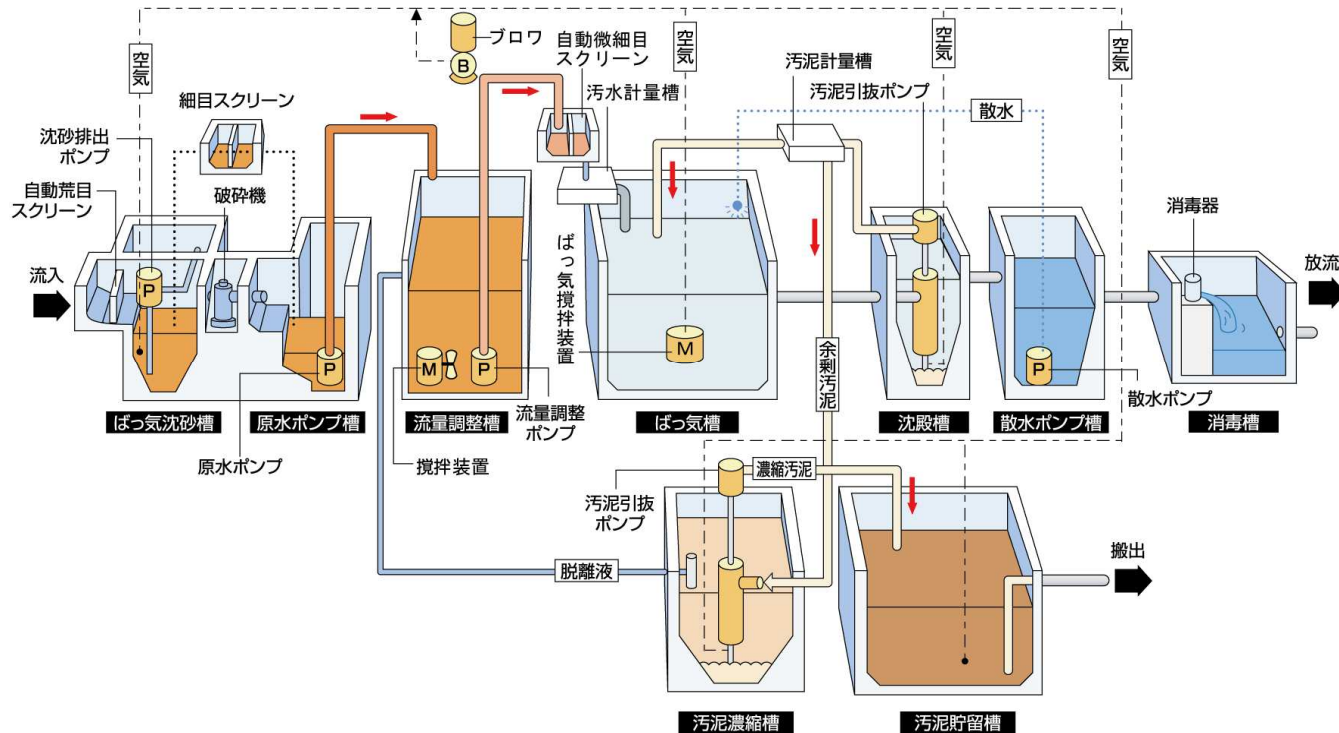 ブロワ
B
自動微細目
スクリーン
空気
空気
空気
空気
汚泥計量槽
汚泥引抜ポンプ
汚水計量槽
散水
細目スクリーン
沈砂排出
ポンプ
自動荒目
スクリーン
破砕機
消毒器
流入
放流
P
ばっ気撹拌装置
M
P
P
M
P
余剰汚泥
ばっ気沈砂槽
原水ポンプ槽
流量調整槽
流量調整
ポンプ
ばっ気槽
沈殿槽
散水ポンプ
散水ポンプ槽
消毒槽
原水ポンプ
撹拌装置
汚泥引抜
ポンプ
濃縮汚泥
脱離液
搬出
汚泥濃縮槽
汚泥貯留槽